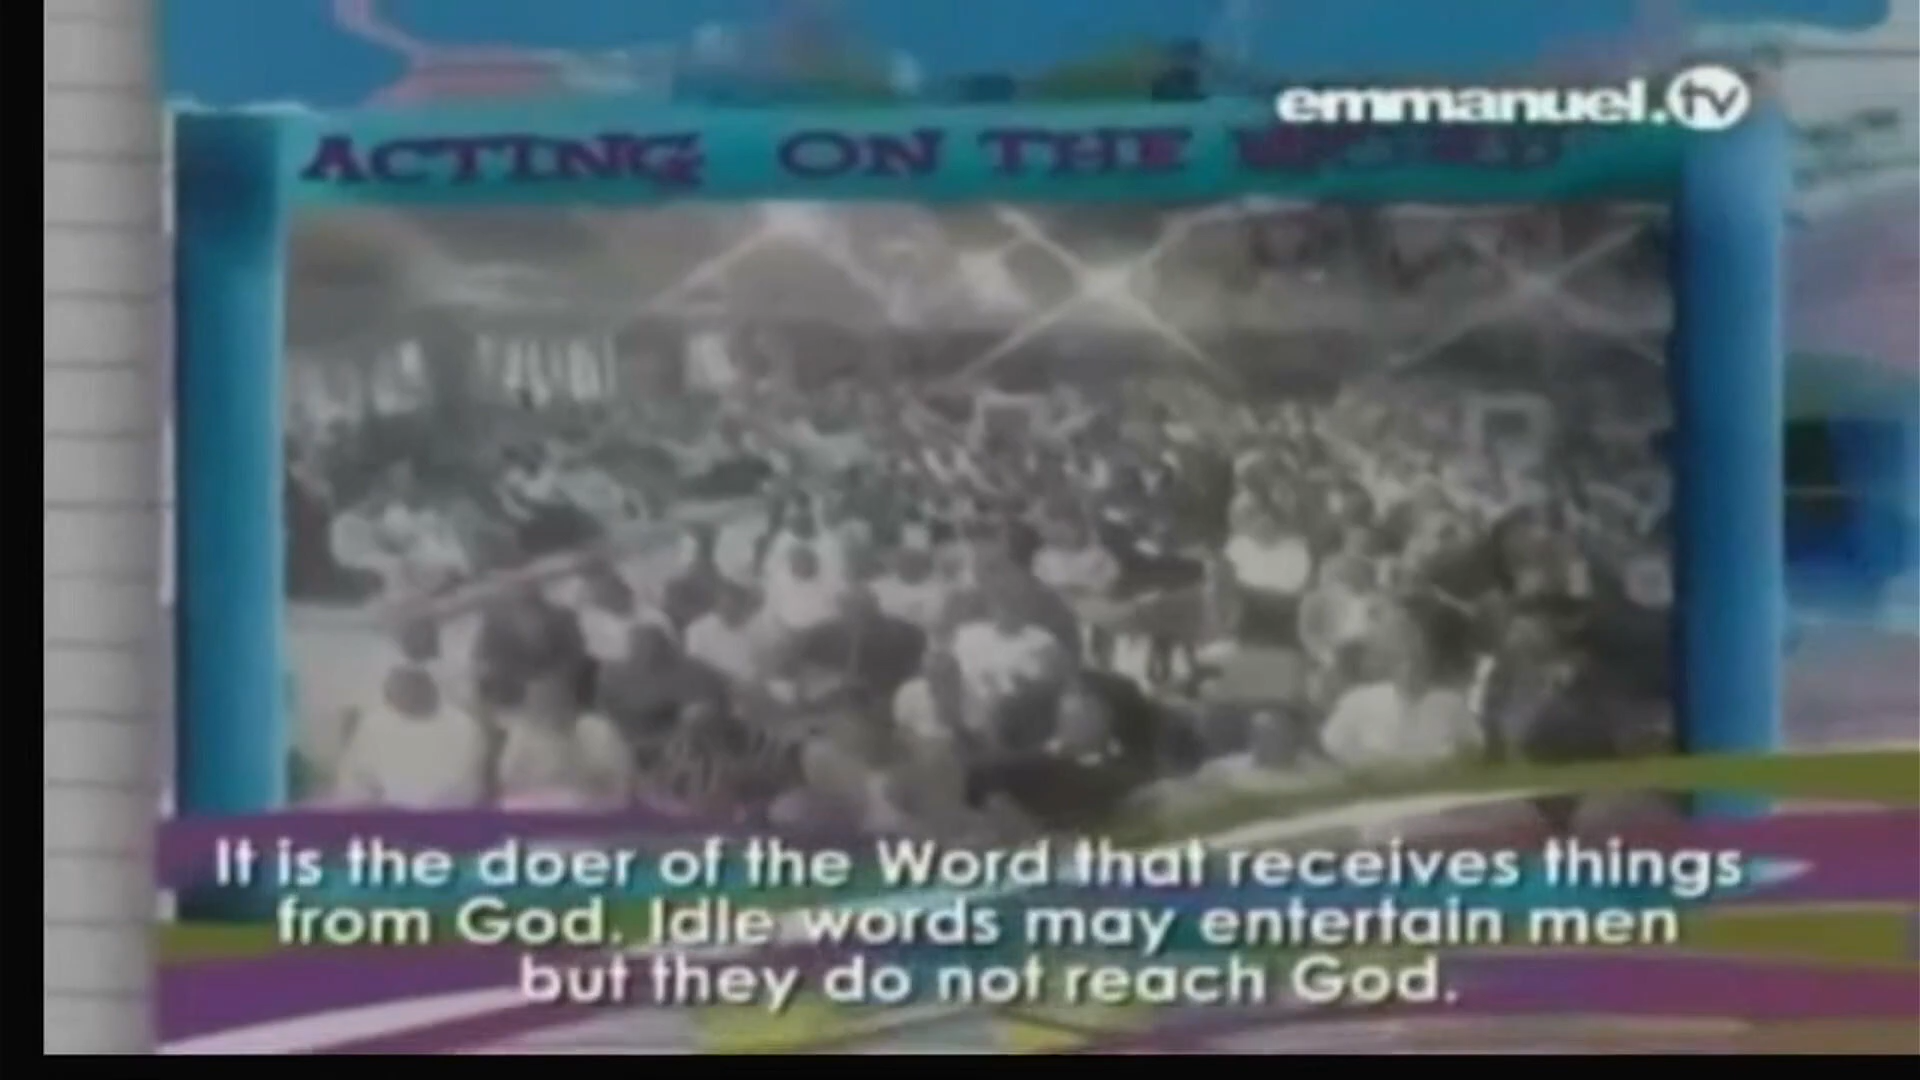 emmanuel.tv
ACTING ON THE WORD
It is the doer of the Word that receives things
from God. Idle words may entertain men
but they do not reach God.